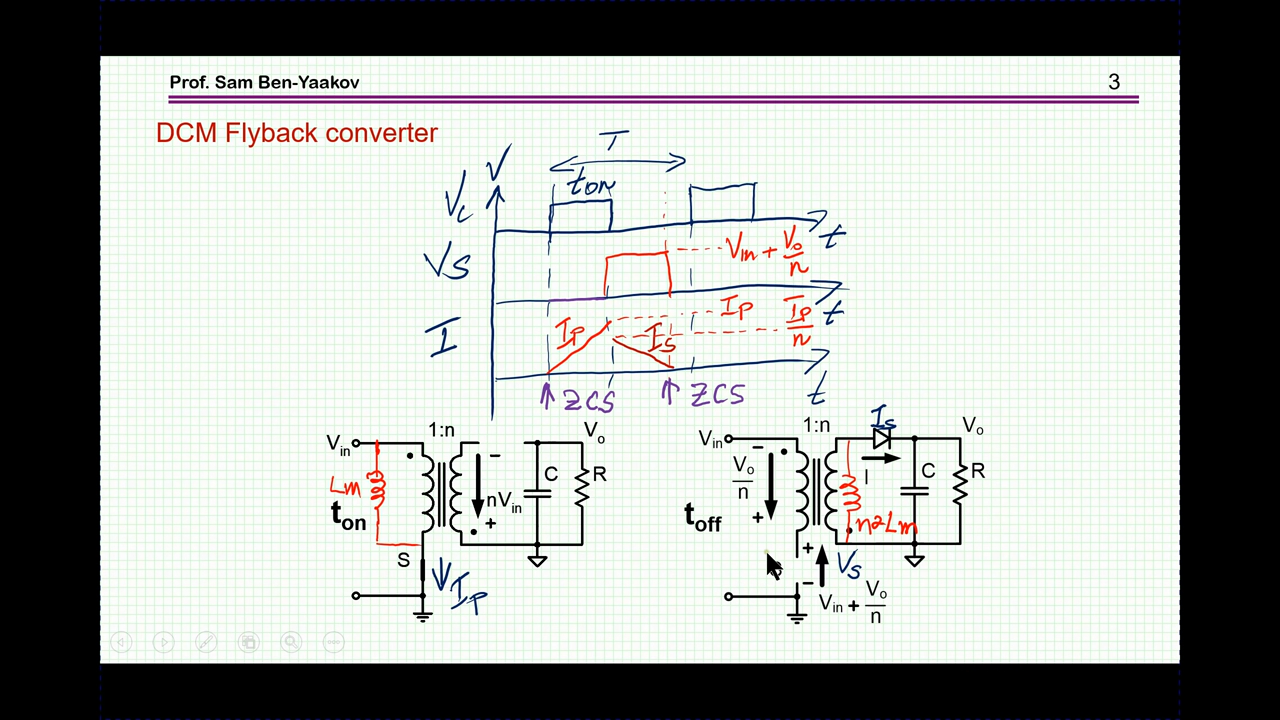 Prof. Sam Ben-Yaakov
3
DCM Flyback converter
T
V
ton
Vc
t
VS
Vin + Vo/n
t
I
Ip
Ip
Is
Ip/n
t
ZCS
ZCS
Vin
1:n
Vo
Lm
ton
−
nVin
+
C
R
S
Ip
Vin
1:n
Is
Vo
−
Vo/n
+
toff
I
C
R
n2Lm
+
Vs
−
Vin + Vo/n